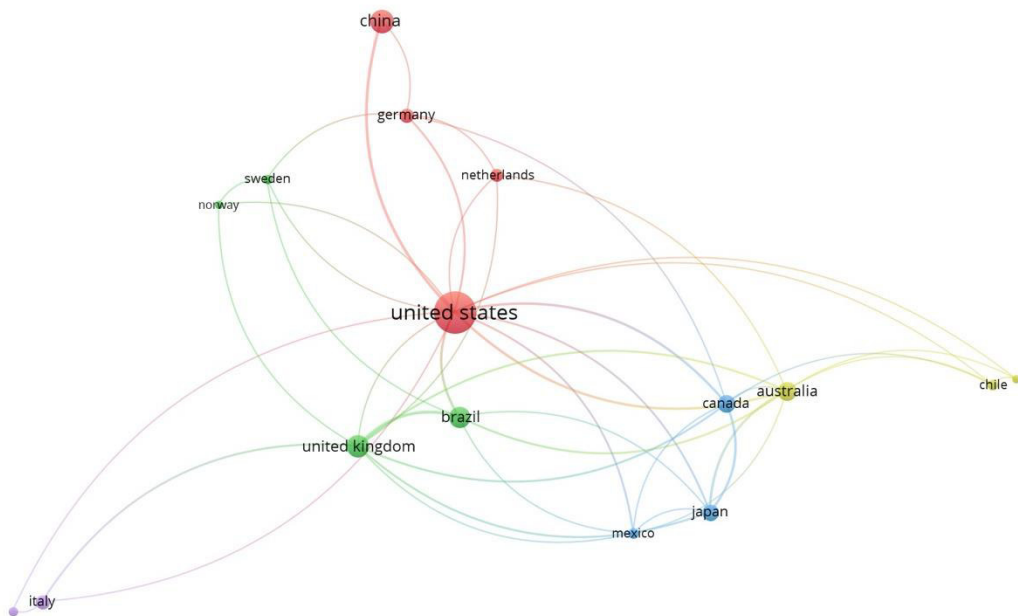 china
germany
netherlands
sweden
norway
united states
chile
australia
canada
brazil
united kingdom
japan
mexico
italy